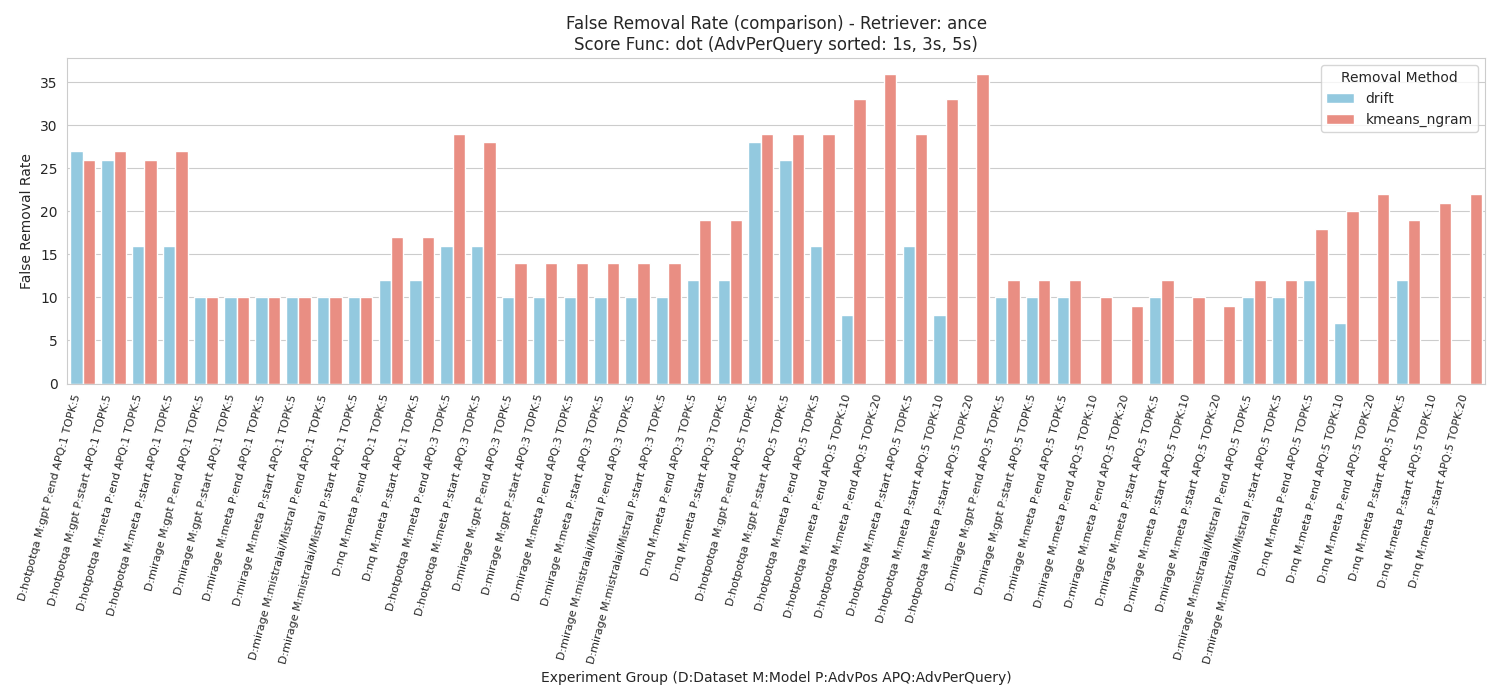 False Removal Rate (comparison) - Retriever: ance
Score Func: dot (AdvPerQuery sorted: 1s, 3s, 5s)
Removal Method
drift
kmeans_ngram
False Removal Rate
35
30
25
20
15
10
5
0
D:hotpotqa M:gpt P:end APQ:1 TOPK:5
D:hotpotqa M:gpt P:start APQ:1 TOPK:5
D:hotpotqa M:meta P:end APQ:1 TOPK:5
D:hotpotqa M:meta P:start APQ:1 TOPK:5
D:mirage M:gpt P:end APQ:1 TOPK:5
D:mirage M:gpt P:start APQ:1 TOPK:5
D:mirage M:meta P:end APQ:1 TOPK:5
D:mirage M:meta P:start APQ:1 TOPK:5
D:mirage M:mistralai/Mistral P:end APQ:1 TOPK:5
D:mirage M:mistralai/Mistral P:start APQ:1 TOPK:5
D:nq M:meta P:end APQ:1 TOPK:5
D:nq M:meta P:start APQ:1 TOPK:5
D:hotpotqa M:meta P:end APQ:3 TOPK:5
D:hotpotqa M:meta P:start APQ:3 TOPK:5
D:mirage M:gpt P:end APQ:3 TOPK:5
D:mirage M:gpt P:start APQ:3 TOPK:5
D:mirage M:meta P:end APQ:3 TOPK:5
D:mirage M:meta P:start APQ:3 TOPK:5
D:mirage M:mistralai/Mistral P:end APQ:3 TOPK:5
D:mirage M:mistralai/Mistral P:start APQ:3 TOPK:5
D:nq M:meta P:end APQ:3 TOPK:5
D:nq M:meta P:start APQ:3 TOPK:5
D:hotpotqa M:gpt P:end APQ:5 TOPK:5
D:hotpotqa M:gpt P:start APQ:5 TOPK:5
D:hotpotqa M:meta P:end APQ:5 TOPK:5
D:hotpotqa M:meta P:end APQ:5 TOPK:10
D:hotpotqa M:meta P:end APQ:5 TOPK:20
D:hotpotqa M:meta P:start APQ:5 TOPK:5
D:hotpotqa M:meta P:start APQ:5 TOPK:10
D:hotpotqa M:meta P:start APQ:5 TOPK:20
D:mirage M:gpt P:end APQ:5 TOPK:5
D:mirage M:gpt P:start APQ:5 TOPK:5
D:mirage M:meta P:end APQ:5 TOPK:5
D:mirage M:meta P:end APQ:5 TOPK:10
D:mirage M:meta P:end APQ:5 TOPK:20
D:mirage M:meta P:start APQ:5 TOPK:5
D:mirage M:meta P:start APQ:5 TOPK:10
D:mirage M:meta P:start APQ:5 TOPK:20
D:mirage M:mistralai/Mistral P:end APQ:5 TOPK:5
D:mirage M:mistralai/Mistral P:start APQ:5 TOPK:5
D:nq M:meta P:end APQ:5 TOPK:5
D:nq M:meta P:end APQ:5 TOPK:10
D:nq M:meta P:end APQ:5 TOPK:20
D:nq M:meta P:start APQ:5 TOPK:5
D:nq M:meta P:start APQ:5 TOPK:10
D:nq M:meta P:start APQ:5 TOPK:20
Experiment Group (D:Dataset M:Model P:AdvPos APQ:AdvPerQuery)